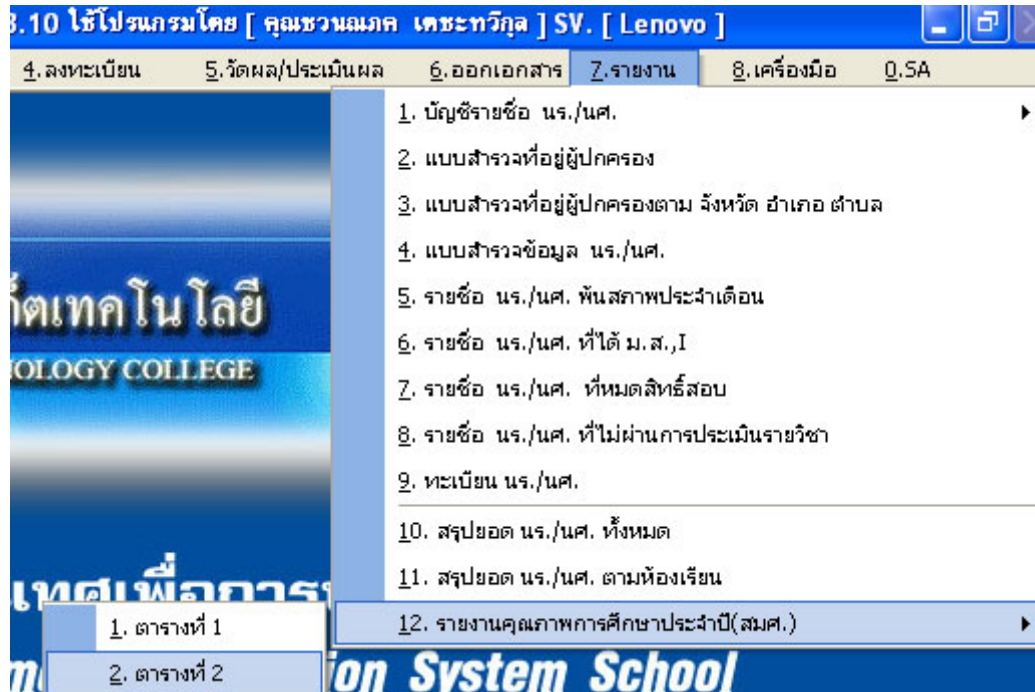 3.10 ใช้โปรแกรมโดย [ คุณชวนฌภค เตชะทวีกุล ] SV. [ Lenovo ]
4.ลงทะเบียน 5.วัดผล/ประเมินผล 6.ออกเอกสาร 7.รายงาน 8.เครื่องมือ 0.SA
1. บัญชีรายชื่อ นร./นศ.
2. แบบสำรวจที่อยู่ผู้ปกครอง
3. แบบสำรวจที่อยู่ผู้ปกครองตาม จังหวัด อำเภอ ตำบล
4. แบบสำรวจข้อมูล นร./นศ.
5. รายชื่อ นร./นศ. พ้นสภาพประจำเดือน
ก็ตเทคโนโลยี
6. รายชื่อ นร./นศ. ที่ได้ ม.ส.,I
OLOGY COLLEGE
7. รายชื่อ นร./นศ. ที่หมดสิทธิ์สอบ
8. รายชื่อ นร./นศ. ที่ไม่ผ่านการประเมินรายวิชา
9. ทะเบียน นร./นศ.
10. สรุปยอด นร./นศ. ทั้งหมด
11. สรุปยอด นร./นศ. ตามห้องเรียน
เทศเพื่อการ
12. รายงานคุณภาพการศึกษาประจำปี(สมศ.)
1. ตารางที่ 1
2. ตารางที่ 2
ion System School